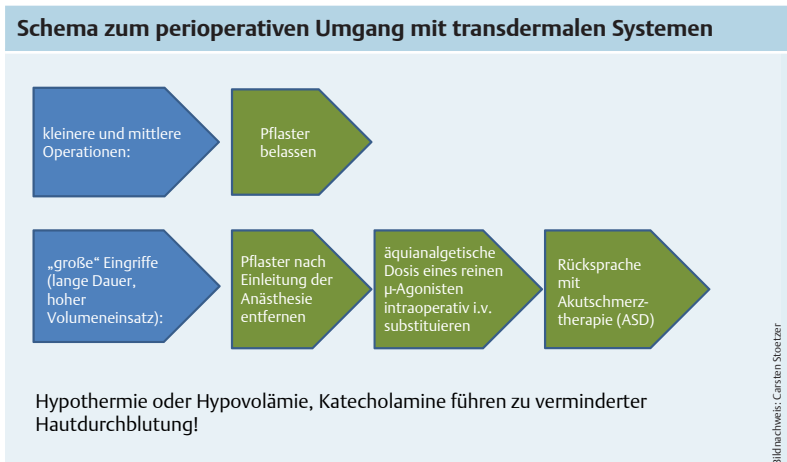 Schema zum perioperativen Umgang mit transdermalen Systemen
kleinere und mittlere
Operationen:
Pflaster
belassen
„große“ Eingriffe
(lange Dauer,
hoher
Volumeneinsatz):
Pflaster nach
Einleitung der
Anästhesie
entfernen
äquianalgetische
Dosis eines reinen
µ-Agonisten
intraoperativ i.v.
substituieren
Rücksprache
mit
Akutschmerz-
therapie (ASD)
Hypothermie oder Hypovolämie, Katecholamine führen zu verminderter
Hautdurchblutung!
Bildnachweis: Carsten Stoetzer